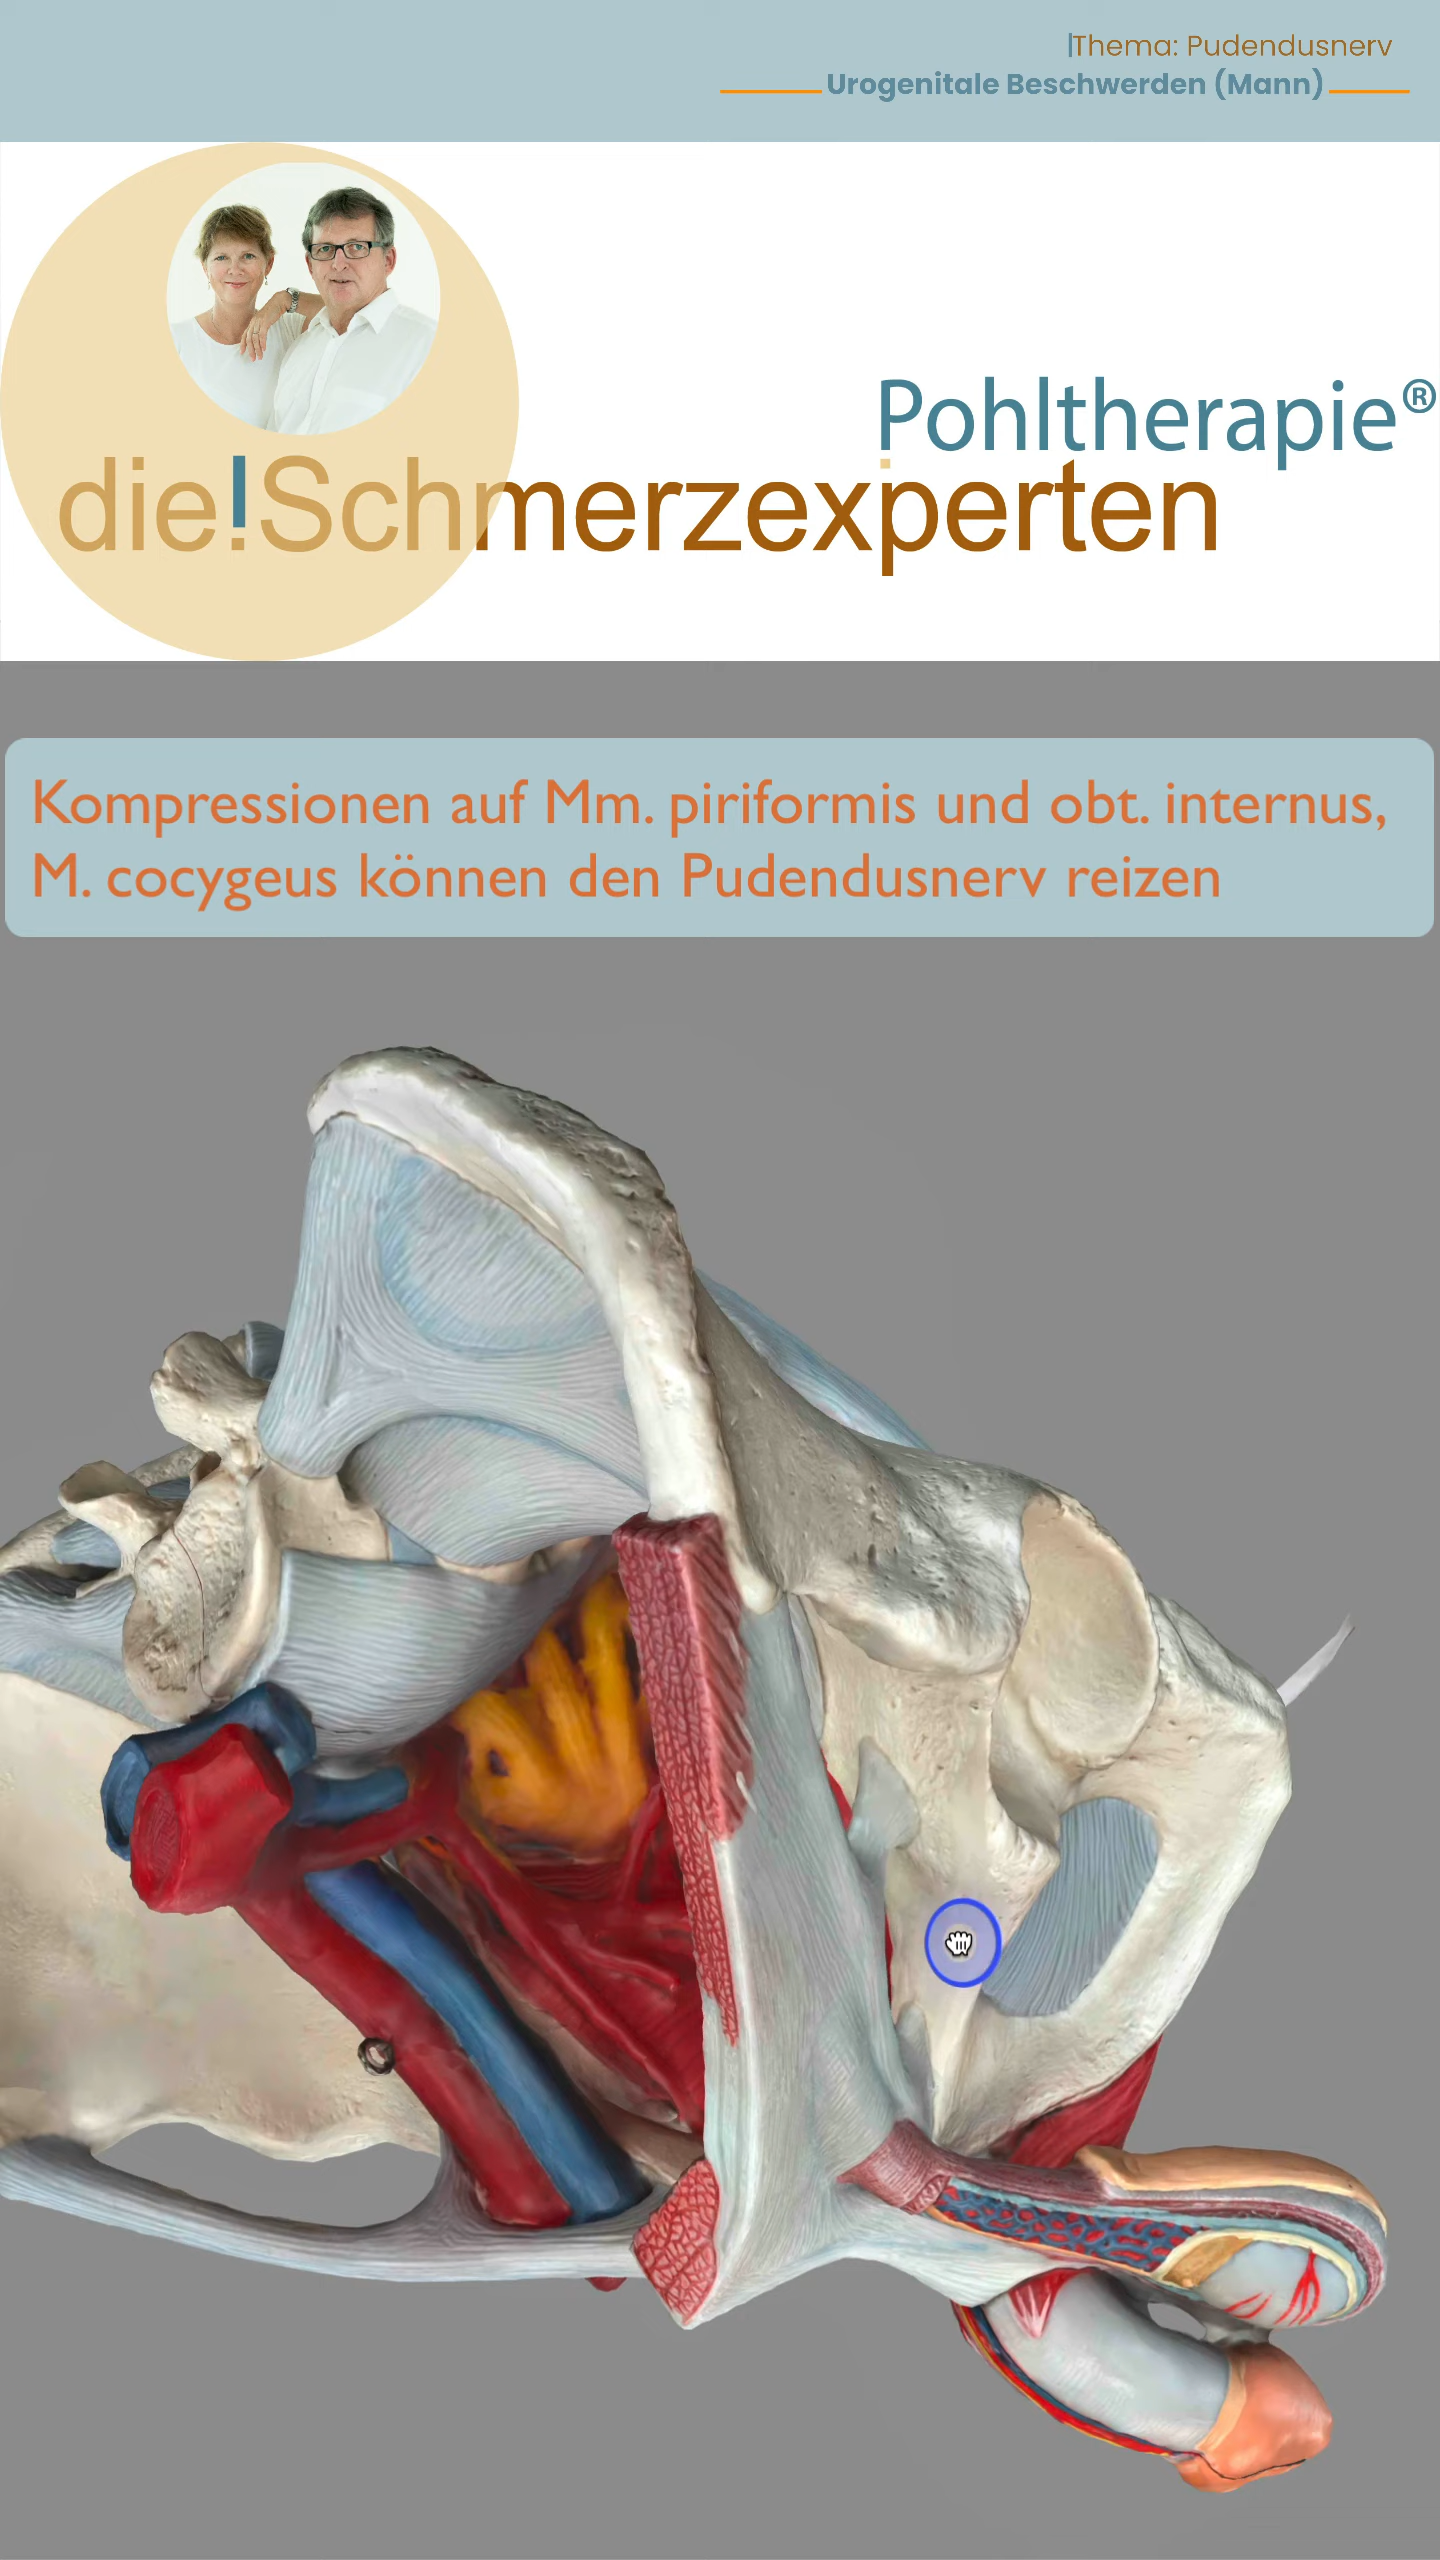 Thema: Pudendusnerv
Urogenitale Beschwerden (Mann)
Pohltherapie®
die!Schmerzexperten
Kompressionen auf Mm. piriformis und obt. internus,
M. cocygeus können den Pudendusnerv reizen